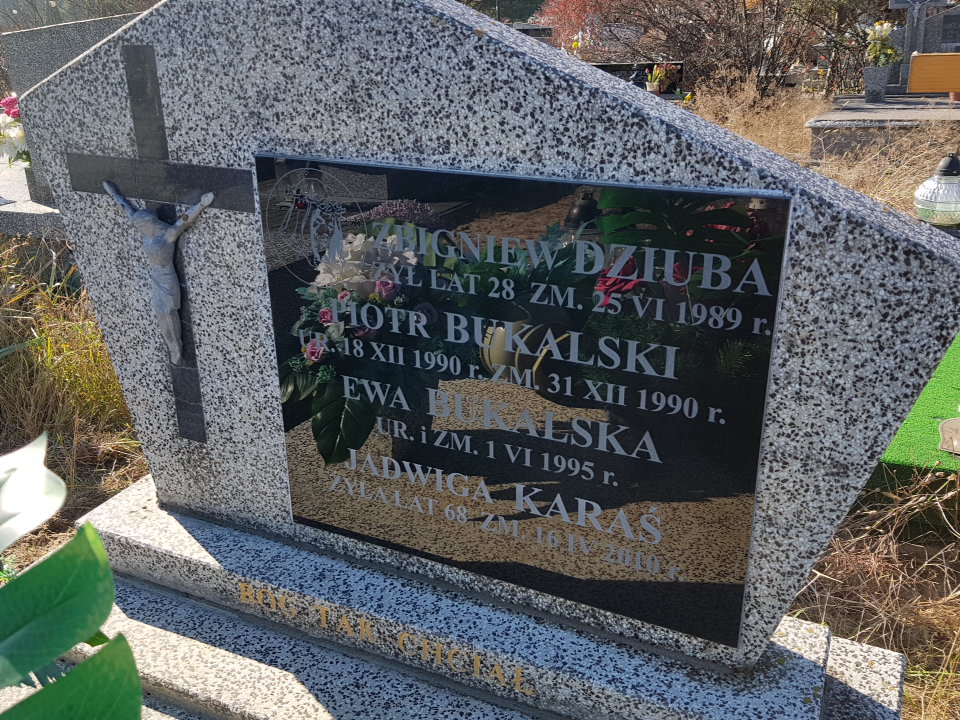 ZBIGNIEW DZIUBA
ŻYŁ LAT 28 ZM. 25 VI 1989 r.
PIOTR BUKALSKI
UR. 18 XII 1990 r. ZM. 31 XII 1990 r.
EWA BUKALSKA
UR. i ZM. 1 VI 1995 r.
JADWIGA KARAŚ
ŻYŁA LAT 68 ZM. 16 IV 2010 r.
BÓG TAK CHCIAŁ